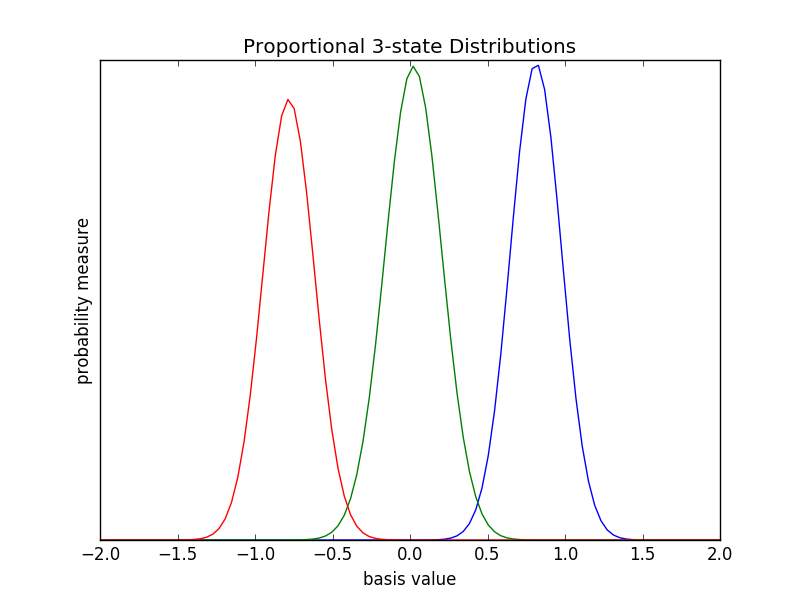 Proportional 3-state Distributions
probability measure
−2.0 −1.5 −1.0 −0.5 0.0 0.5 1.0 1.5 2.0
basis value